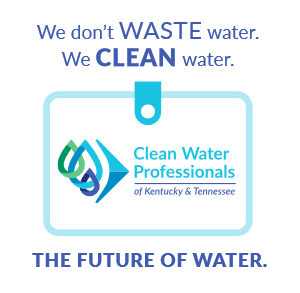 We don't WASTE water.
We CLEAN water.
Clean Water
Professionals
of Kentucky & Tennessee
THE FUTURE OF WATER.